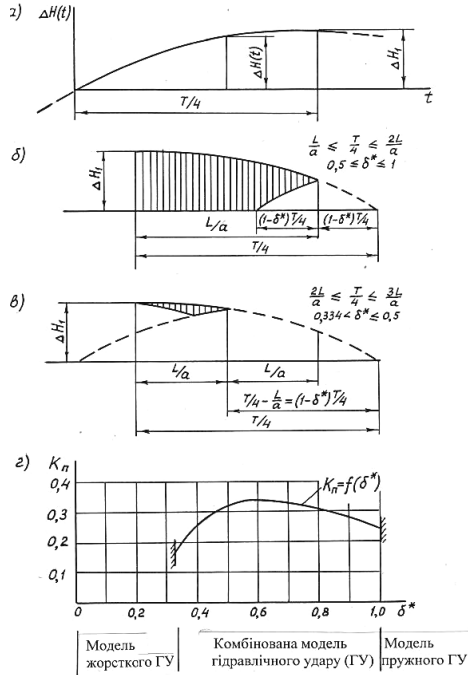 г)
ΔH(t)
ΔH(t)
ΔH₁
T/4
t
б)
ΔH₁
L/a ≤ T/4 ≤ 2L/a
0,5 ≤ δ* ≤ 1
L/a
(1-δ*)T/4
(1-δ*)T/4
T/4
в)
ΔH₁
2L/a ≤ T/4 ≤ 3L/a
0,334 < δ* ≤ 0,5
L/a
L/a
T/4 - L/a = (1-δ*)T/4
T/4
г)
Kп
0,4
0,3
0,2
0,1
Kп=f(δ*)
0
0,2
0,4
0,6
0,8
1,0
δ*
Модель
жорсткого ГУ
Комбінована модель
гідравлічного удару (ГУ)
Модель
пружного ГУ